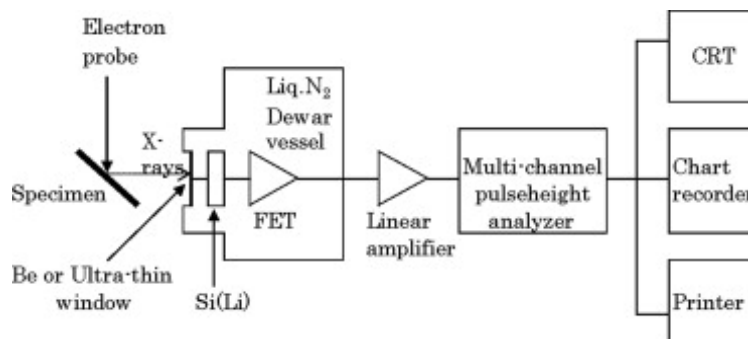 Electron
probe
Liq.N₂
Dewar
vessel
X-
rays
Specimen
FET
Be or Ultra-thin
window
Si(Li)
Linear
amplifier
Multi-channel
pulseheight
analyzer
CRT
Chart
recorder
Printer